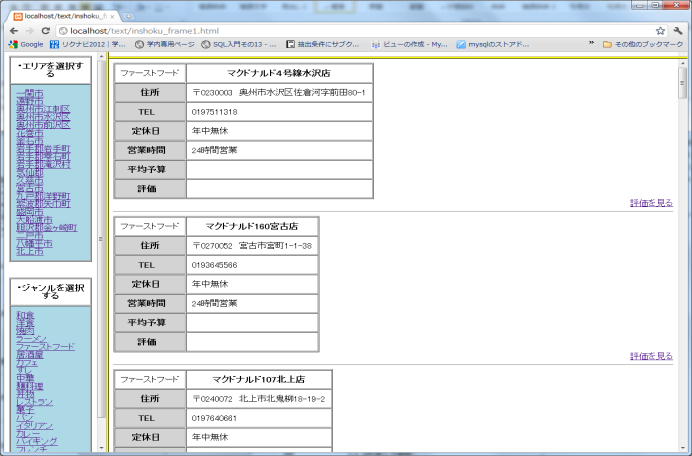 localhost/text/inshoku_fr
localhost/text/inshoku_frame1.html
Google リクナビ2012 | 学... 学内専用ページ SQL入門その13 - ... 抽出条件にサブク... ビューの作成 - My... mysqlのストアド... » その他のブックマーク
・エリアを選択する
一関市
遠野市
奥州市江刺区
奥州市水沢区
奥州市前沢区
花巻市
釜石市
岩手郡岩手町
岩手郡雫石町
岩手郡滝沢村
気仙郡
久慈市
宮古市
九戸郡洋野町
紫波郡矢巾町
盛岡市
大船渡市
胆沢郡金ヶ崎町
二戸市
八幡平市
北上市
・ジャンルを選択する
和食
洋食
焼肉
ラーメン
ファーストフード
居酒屋
カフェ
すし
中華
麺料理
丼物
レストラン
菓子
パン
イタリアン
カレー
バイキング
フレンチ
ファーストフード マクドナルド4号線水沢店
住所 〒0230003 奥州市水沢区佐倉河字前田80-1
TEL 0197511318
定休日 年中無休
営業時間 24時間営業
平均予算
評価
評価を見る
ファーストフード マクドナルド160宮古店
住所 〒0270052 宮古市宮町1-1-38
TEL 0193645566
定休日 年中無休
営業時間 24時間営業
平均予算
評価
評価を見る
ファーストフード マクドナルド107北上店
住所 〒0240072 北上市北鬼柳18-19-2
TEL 0197640661
定休日 年中無休